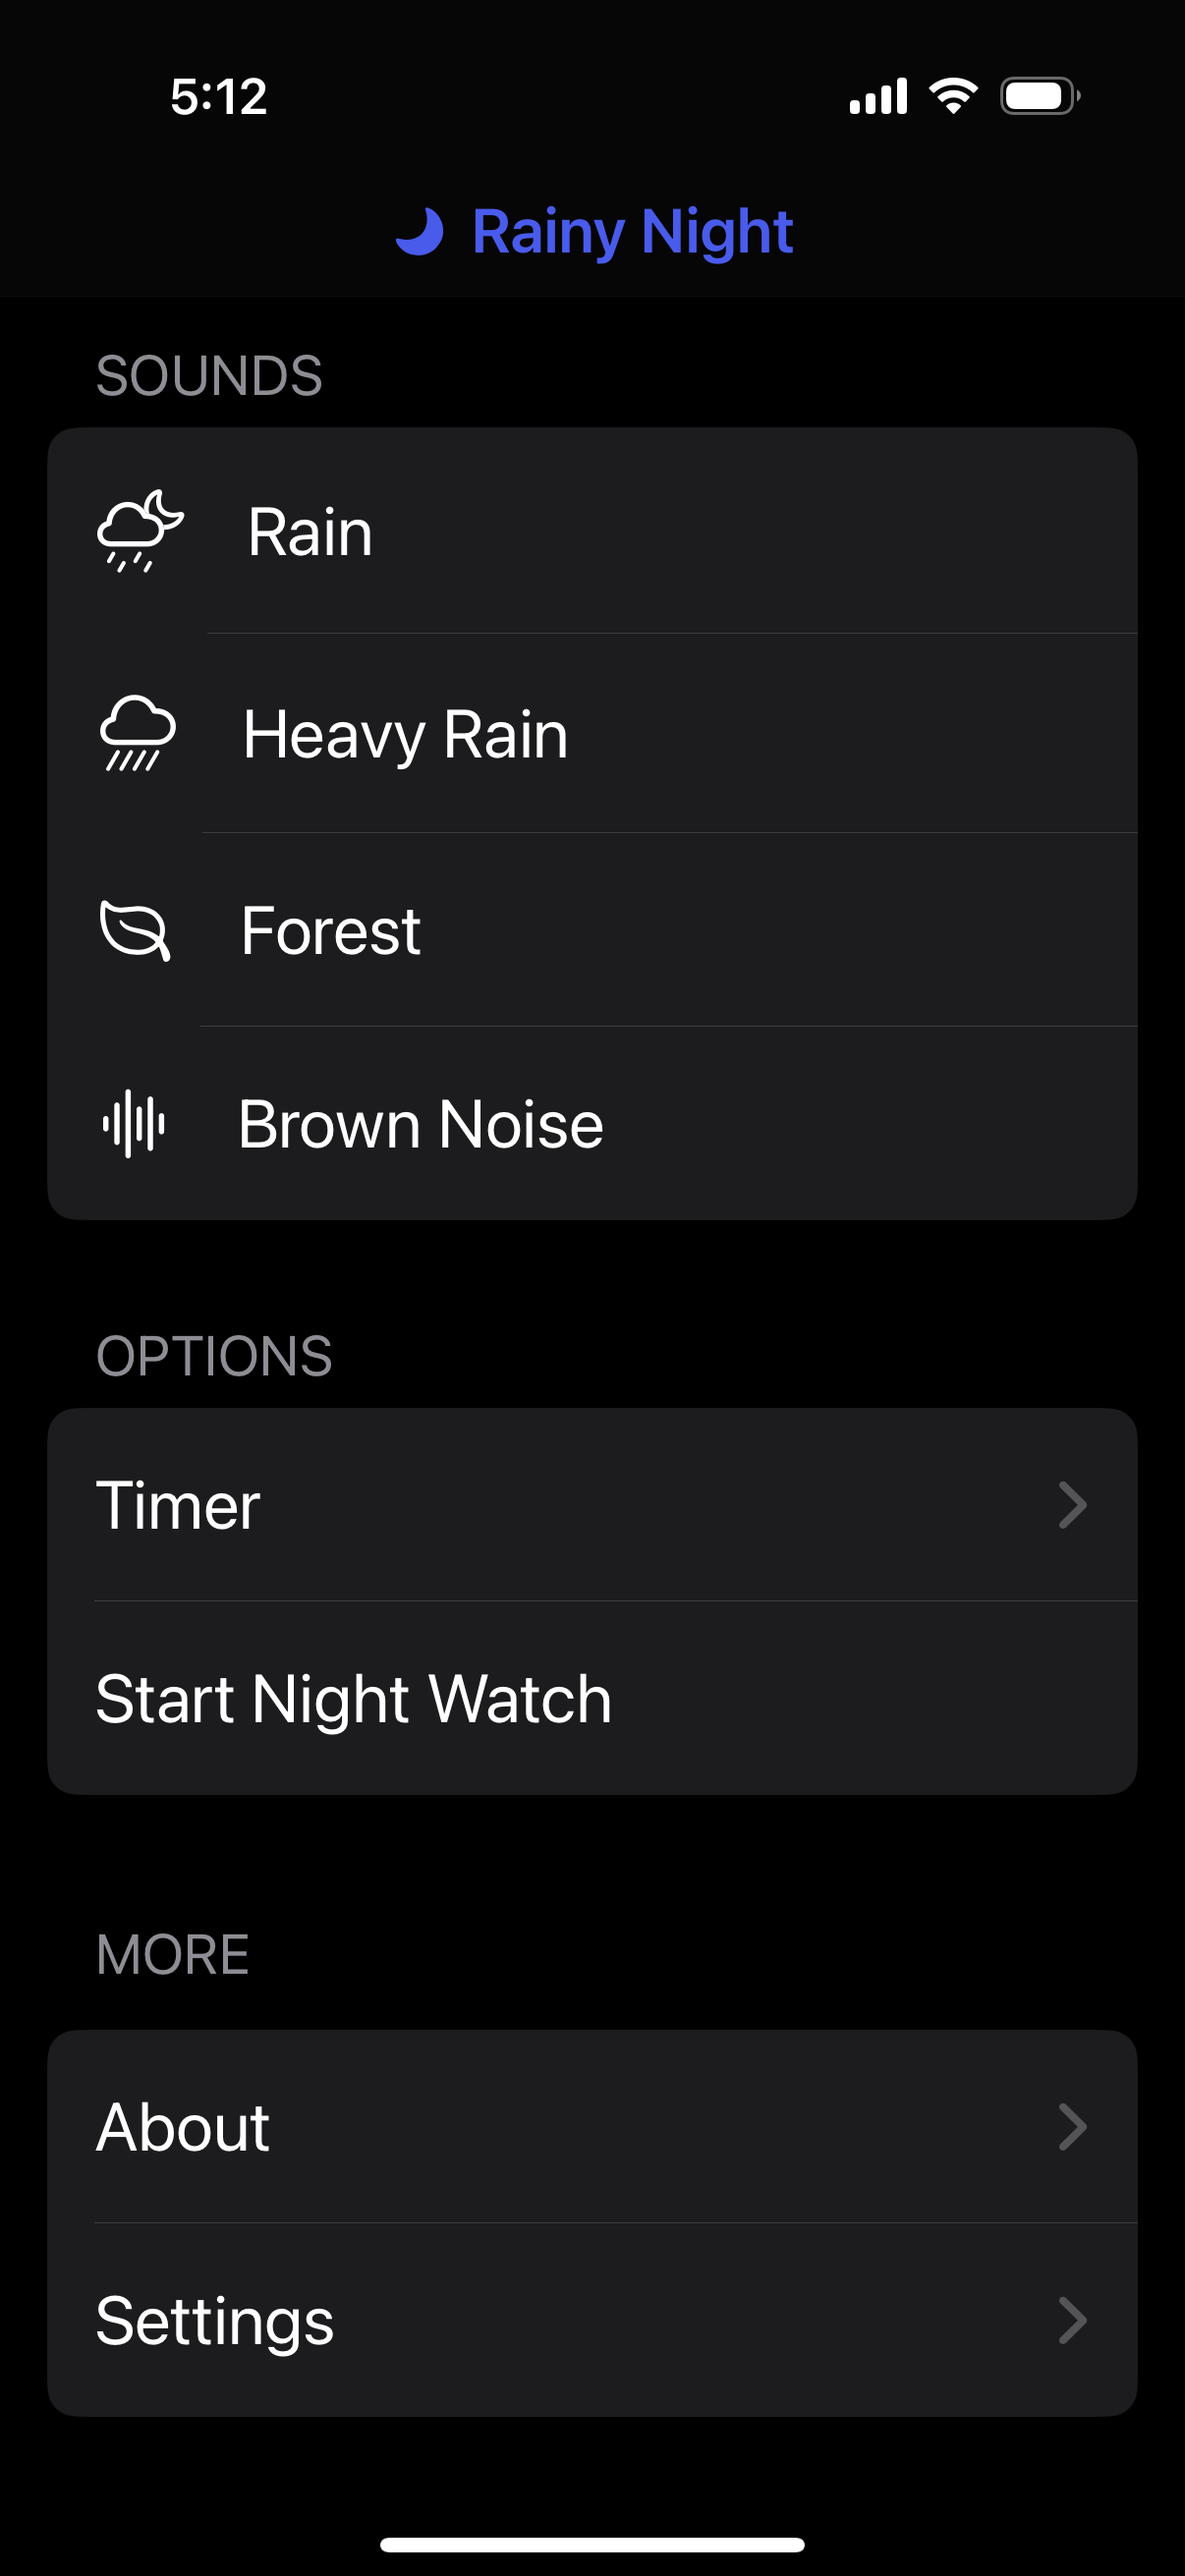 5:12
Rainy Night
SOUNDS
Rain
Heavy Rain
Forest
Brown Noise
OPTIONS
Timer
Start Night Watch
MORE
About
Settings